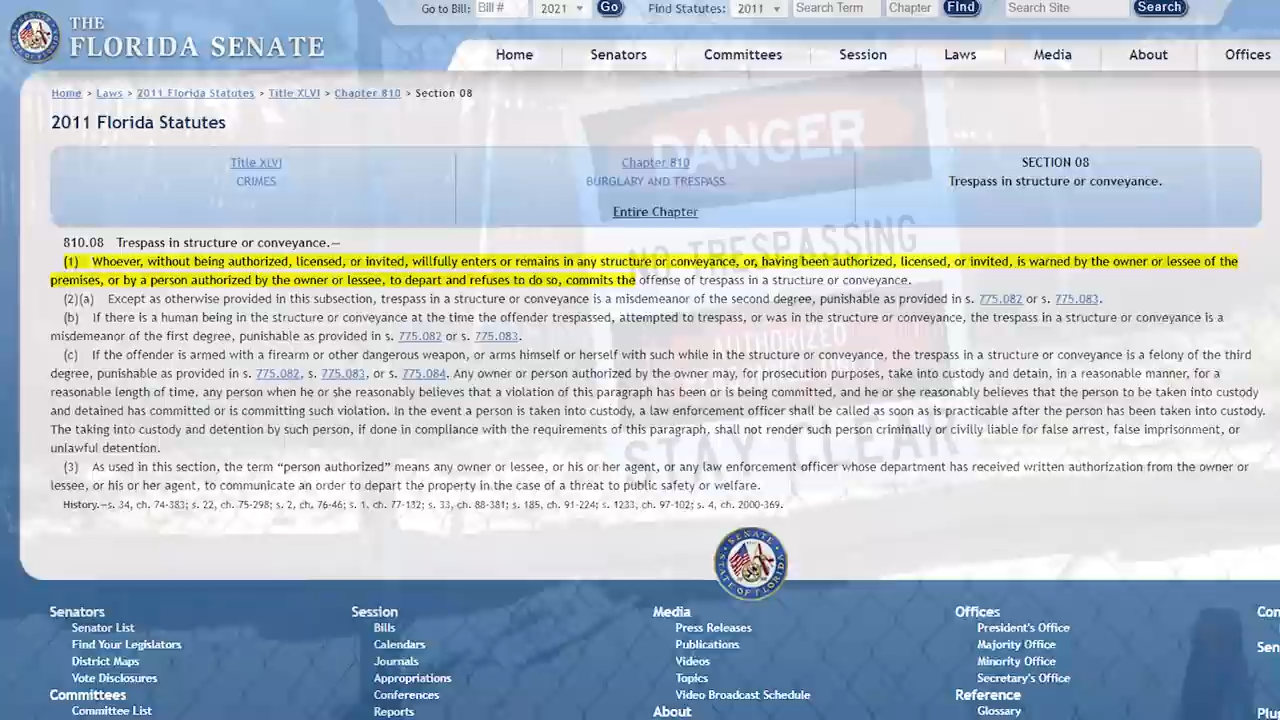 Go to Bill: Bill # 2021 Go Find Statutes: 2011 Search Term Chapter Find Search Site Search
THE
FLORIDA SENATE
Home Senators Committees Session Laws Media About Offices
Home > Laws > 2011 Florida Statutes > Title XLVI > Chapter 810 > Section 08
2011 Florida Statutes
Title XLVI Chapter 810 SECTION 08
CRIMES BURGLARY AND TRESPASS Trespass in structure or conveyance.
Entire Chapter
DANGER
NO TRESPASSING
AUTHORIZED
STAY CLEAR
810.08 Trespass in structure or conveyance.—
(1) Whoever, without being authorized, licensed, or invited, willfully enters or remains in any structure or conveyance, or, having been authorized, licensed, or invited, is warned by the owner or lessee of the
premises, or by a person authorized by the owner or lessee, to depart and refuses to do so, commits the offense of trespass in a structure or conveyance.
(2)(a) Except as otherwise provided in this subsection, trespass in a structure or conveyance is a misdemeanor of the second degree, punishable as provided in s. 775.082 or s. 775.083.
(b) If there is a human being in the structure or conveyance at the time the offender trespassed, attempted to trespass, or was in the structure or conveyance, the trespass in a structure or conveyance is a
misdemeanor of the first degree, punishable as provided in s. 775.082 or s. 775.083.
(c) If the offender is armed with a firearm or other dangerous weapon, or arms himself or herself with such while in the structure or conveyance, the trespass in a structure or conveyance is a felony of the third
degree, punishable as provided in s. 775.082, s. 775.083, or s. 775.084. Any owner or person authorized by the owner may, for prosecution purposes, take into custody and detain, in a reasonable manner, for a
reasonable length of time, any person when he or she reasonably believes that a violation of this paragraph has been or is being committed, and he or she reasonably believes that the person to be taken into custody
and detained has committed or is committing such violation. In the event a person is taken into custody, a law enforcement officer shall be called as soon as is practicable after the person has been taken into custody.
The taking into custody and detention by such person, if done in compliance with the requirements of this paragraph, shall not render such person criminally or civilly liable for false arrest, false imprisonment, or
unlawful detention.
(3) As used in this section, the term “person authorized” means any owner or lessee, or his or her agent, or any law enforcement officer whose department has received written authorization from the owner or
lessee, or his or her agent, to communicate an order to depart the property in the case of a threat to public safety or welfare.
History.—s. 34, ch. 74-383; s. 22, ch. 75-298; s. 2, ch. 76-46; s. 1, ch. 77-132; s. 33, ch. 88-381; s. 185, ch. 91-224; s. 1233, ch. 97-102; s. 4, ch. 2000-369.
SENATE
STATE OF FLORIDA
Senators Session Media Offices Con
Senator List Bills Press Releases President's Office
Find Your Legislators Calendars Publications Majority Office Sen
District Maps Journals Videos Minority Office
Vote Disclosures Appropriations Topics Secretary's Office
Committees Conferences Video Broadcast Schedule Reference
Committee List Reports About Glossary Plu